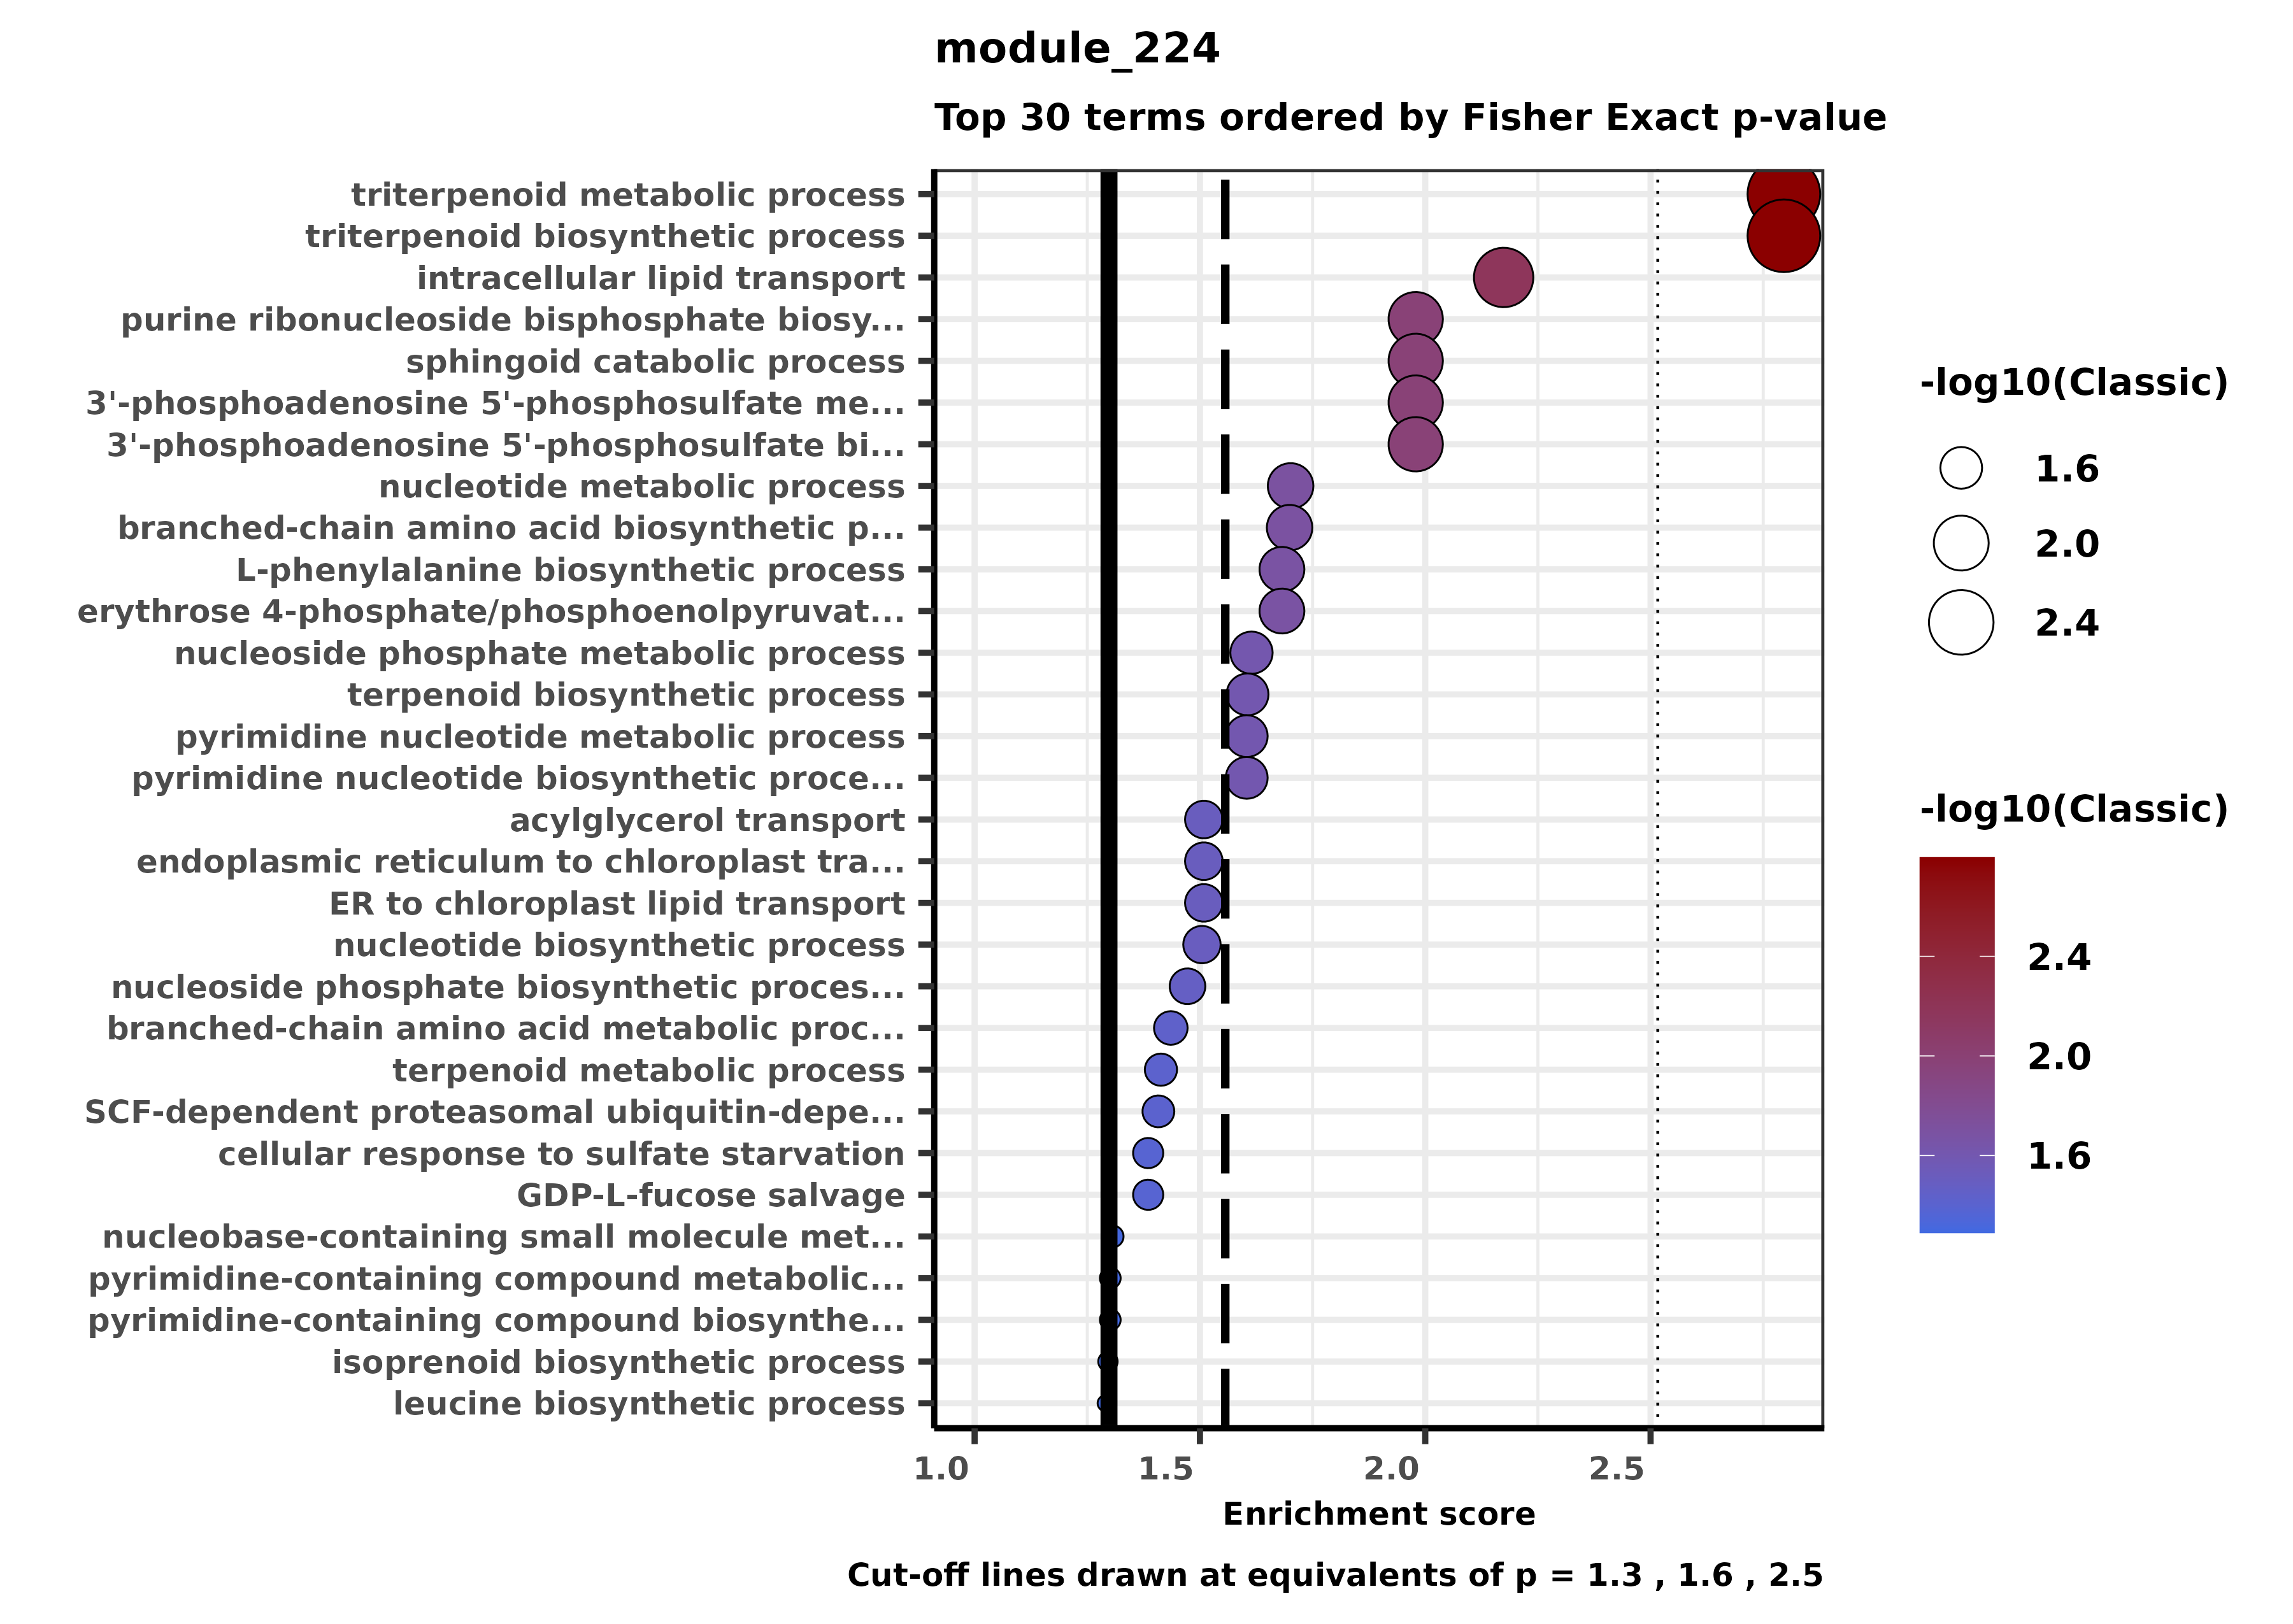 module_224
Top 30 terms ordered by Fisher Exact p-value
triterpenoid metabolic process
triterpenoid biosynthetic process
intracellular lipid transport
purine ribonucleoside bisphosphate biosy...
sphingoid catabolic process
3'-phosphoadenosine 5'-phosphosulfate me...
3'-phosphoadenosine 5'-phosphosulfate bi...
nucleotide metabolic process
branched-chain amino acid biosynthetic p...
L-phenylalanine biosynthetic process
erythrose 4-phosphate/phosphoenolpyruvat...
nucleoside phosphate metabolic process
terpenoid biosynthetic process
pyrimidine nucleotide metabolic process
pyrimidine nucleotide biosynthetic proce...
acylglycerol transport
endoplasmic reticulum to chloroplast tra...
ER to chloroplast lipid transport
nucleotide biosynthetic process
nucleoside phosphate biosynthetic proces...
branched-chain amino acid metabolic proc...
terpenoid metabolic process
SCF-dependent proteasomal ubiquitin-depe...
cellular response to sulfate starvation
GDP-L-fucose salvage
nucleobase-containing small molecule met...
pyrimidine-containing compound metabolic...
pyrimidine-containing compound biosynthe...
isoprenoid biosynthetic process
leucine biosynthetic process
1.0 1.5 2.0 2.5
Enrichment score
Cut-off lines drawn at equivalents of p = 1.3 , 1.6 , 2.5
-log10(Classic)
1.6
2.0
2.4
-log10(Classic)
2.4
2.0
1.6